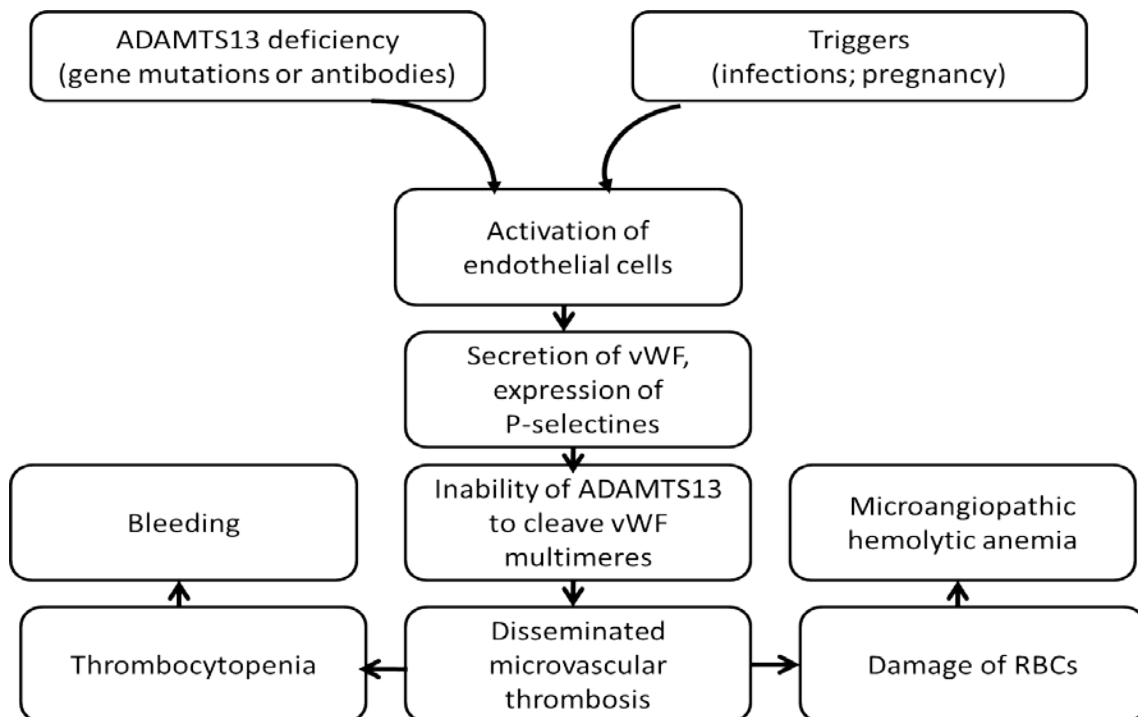 ADAMTS13 deficiency
(gene mutations or antibodies)
Triggers
(infections; pregnancy)
Activation of
endothelial cells
Secretion of vWF,
expression of
P-selectines
Inability of ADAMTS13
to cleave vWF
multimeres
Bleeding
Microangiopathic
hemolytic anemia
Thrombocytopenia
Disseminated
microvascular
thrombosis
Damage of RBCs